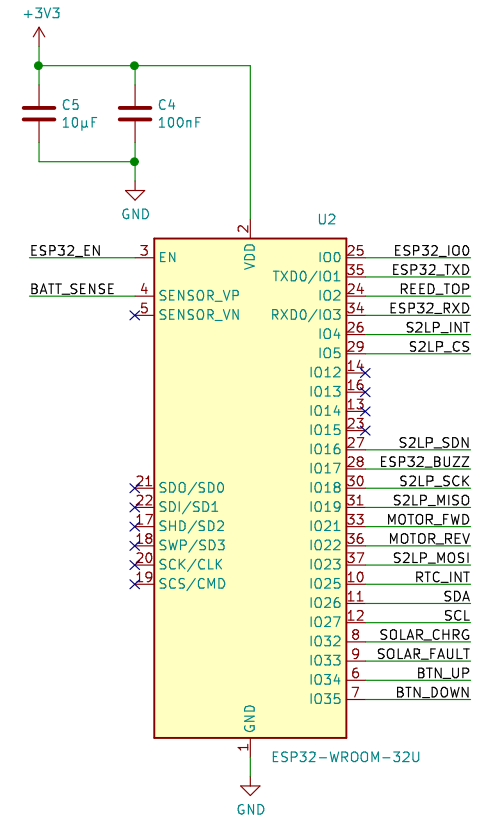 +3V3
C5
10µF
C4
100nF
GND
U2
2
VDD
ESP32_EN 3 EN
IO0 25 ESP32_IO0
TXD0/IO1 35 ESP32_TXD
BATT_SENSE 4 SENSOR_VP
IO2 24 REED_TOP
5 SENSOR_VN
RXD0/IO3 34 ESP32_RXD
IO4 26 S2LP_INT
IO5 29 S2LP_CS
IO12 14
IO13 16
IO14 13
IO15 23
IO16 27 S2LP_SDN
IO17 28 ESP32_BUZZ
21 SDO/SD0
IO18 30 S2LP_SCK
22 SDI/SD1
IO19 31 S2LP_MISO
17 SHD/SD2
IO21 33 MOTOR_FWD
18 SWP/SD3
IO22 36 MOTOR_REV
20 SCK/CLK
IO23 37 S2LP_MOSI
19 SCS/CMD
IO25 10 RTC_INT
IO26 11 SDA
IO27 12 SCL
IO32 8 SOLAR_CHRG
IO33 9 SOLAR_FAULT
IO34 6 BTN_UP
IO35 7 BTN_DOWN
GND
1
ESP32-WROOM-32U
GND